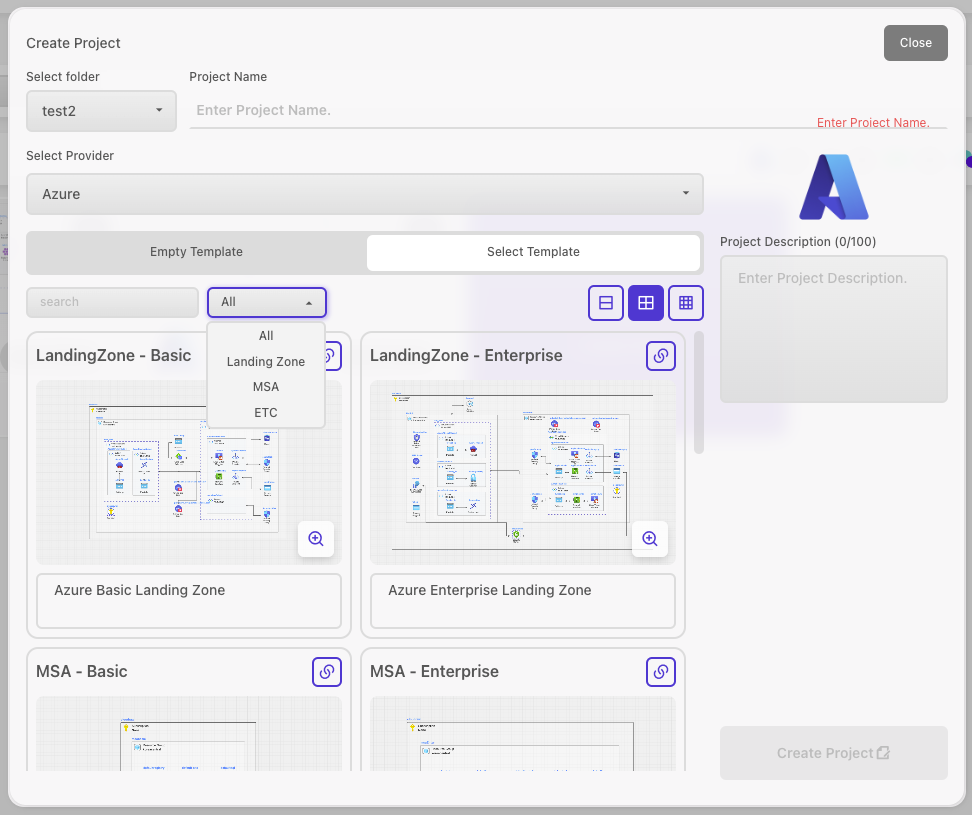 Create Project
Close
Select folder
Project Name
test2
Enter Project Name.
Enter Project Name.
Select Provider
Azure
Project Description (0/100)
Enter Project Description.
Empty Template
Select Template
search
All
All
Landing Zone
MSA
ETC
LandingZone - Basic
LandingZone - Enterprise
Azure Basic Landing Zone
Azure Enterprise Landing Zone
MSA - Basic
MSA - Enterprise
Create Project